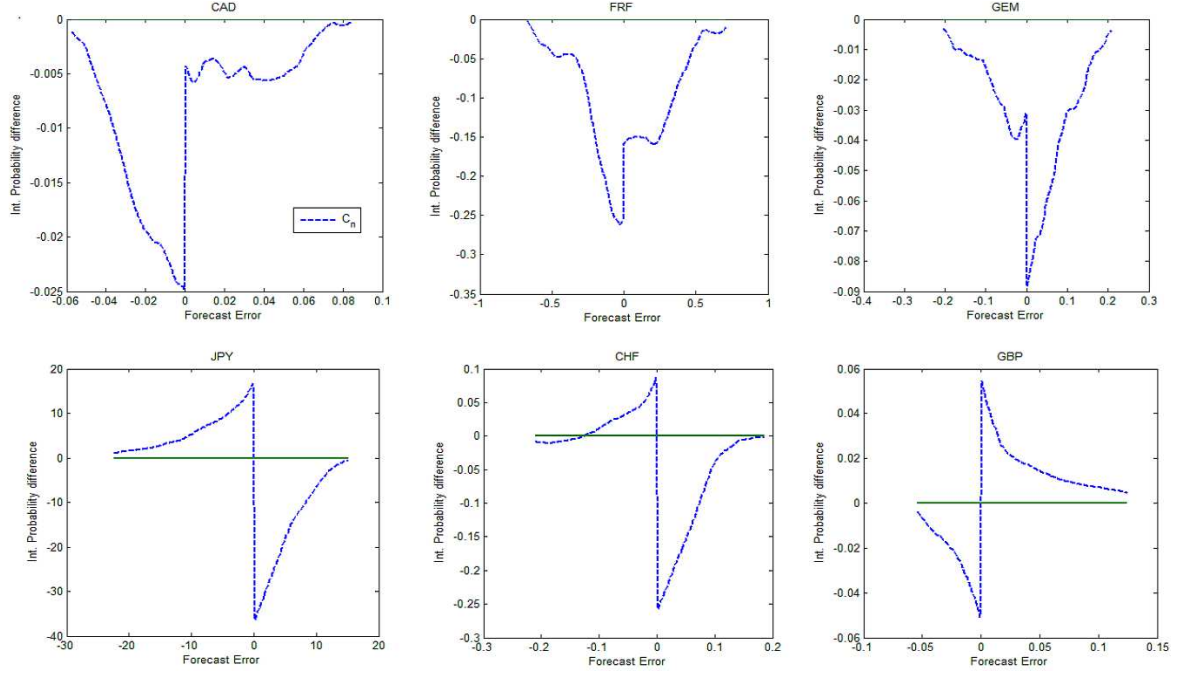 CAD
Int. Probability difference
0
-0.005
-0.01
-0.015
-0.02
-0.025
-0.06 -0.04 -0.02 0 0.02 0.04 0.06 0.08 0.1
Forecast Error
C_n
FRF
Int. Probability difference
0
-0.05
-0.1
-0.15
-0.2
-0.25
-0.3
-0.35
-1 -0.5 0 0.5 1
Forecast Error
GEM
Int. Probability difference
0
-0.01
-0.02
-0.03
-0.04
-0.05
-0.06
-0.07
-0.08
-0.09
-0.4 -0.3 -0.2 -0.1 0 0.1 0.2 0.3
Forecast Error
JPY
Int. Probability difference
20
10
0
-10
-20
-30
-40
-30 -20 -10 0 10 20
Forecast Error
CHF
Int. Probability difference
0.1
0.05
0
-0.05
-0.1
-0.15
-0.2
-0.25
-0.3
-0.3 -0.2 -0.1 0 0.1 0.2
Forecast Error
GBP
Int. Probability difference
0.06
0.04
0.02
0
-0.02
-0.04
-0.06
-0.1 -0.05 0 0.05 0.1 0.15
Forecast Error